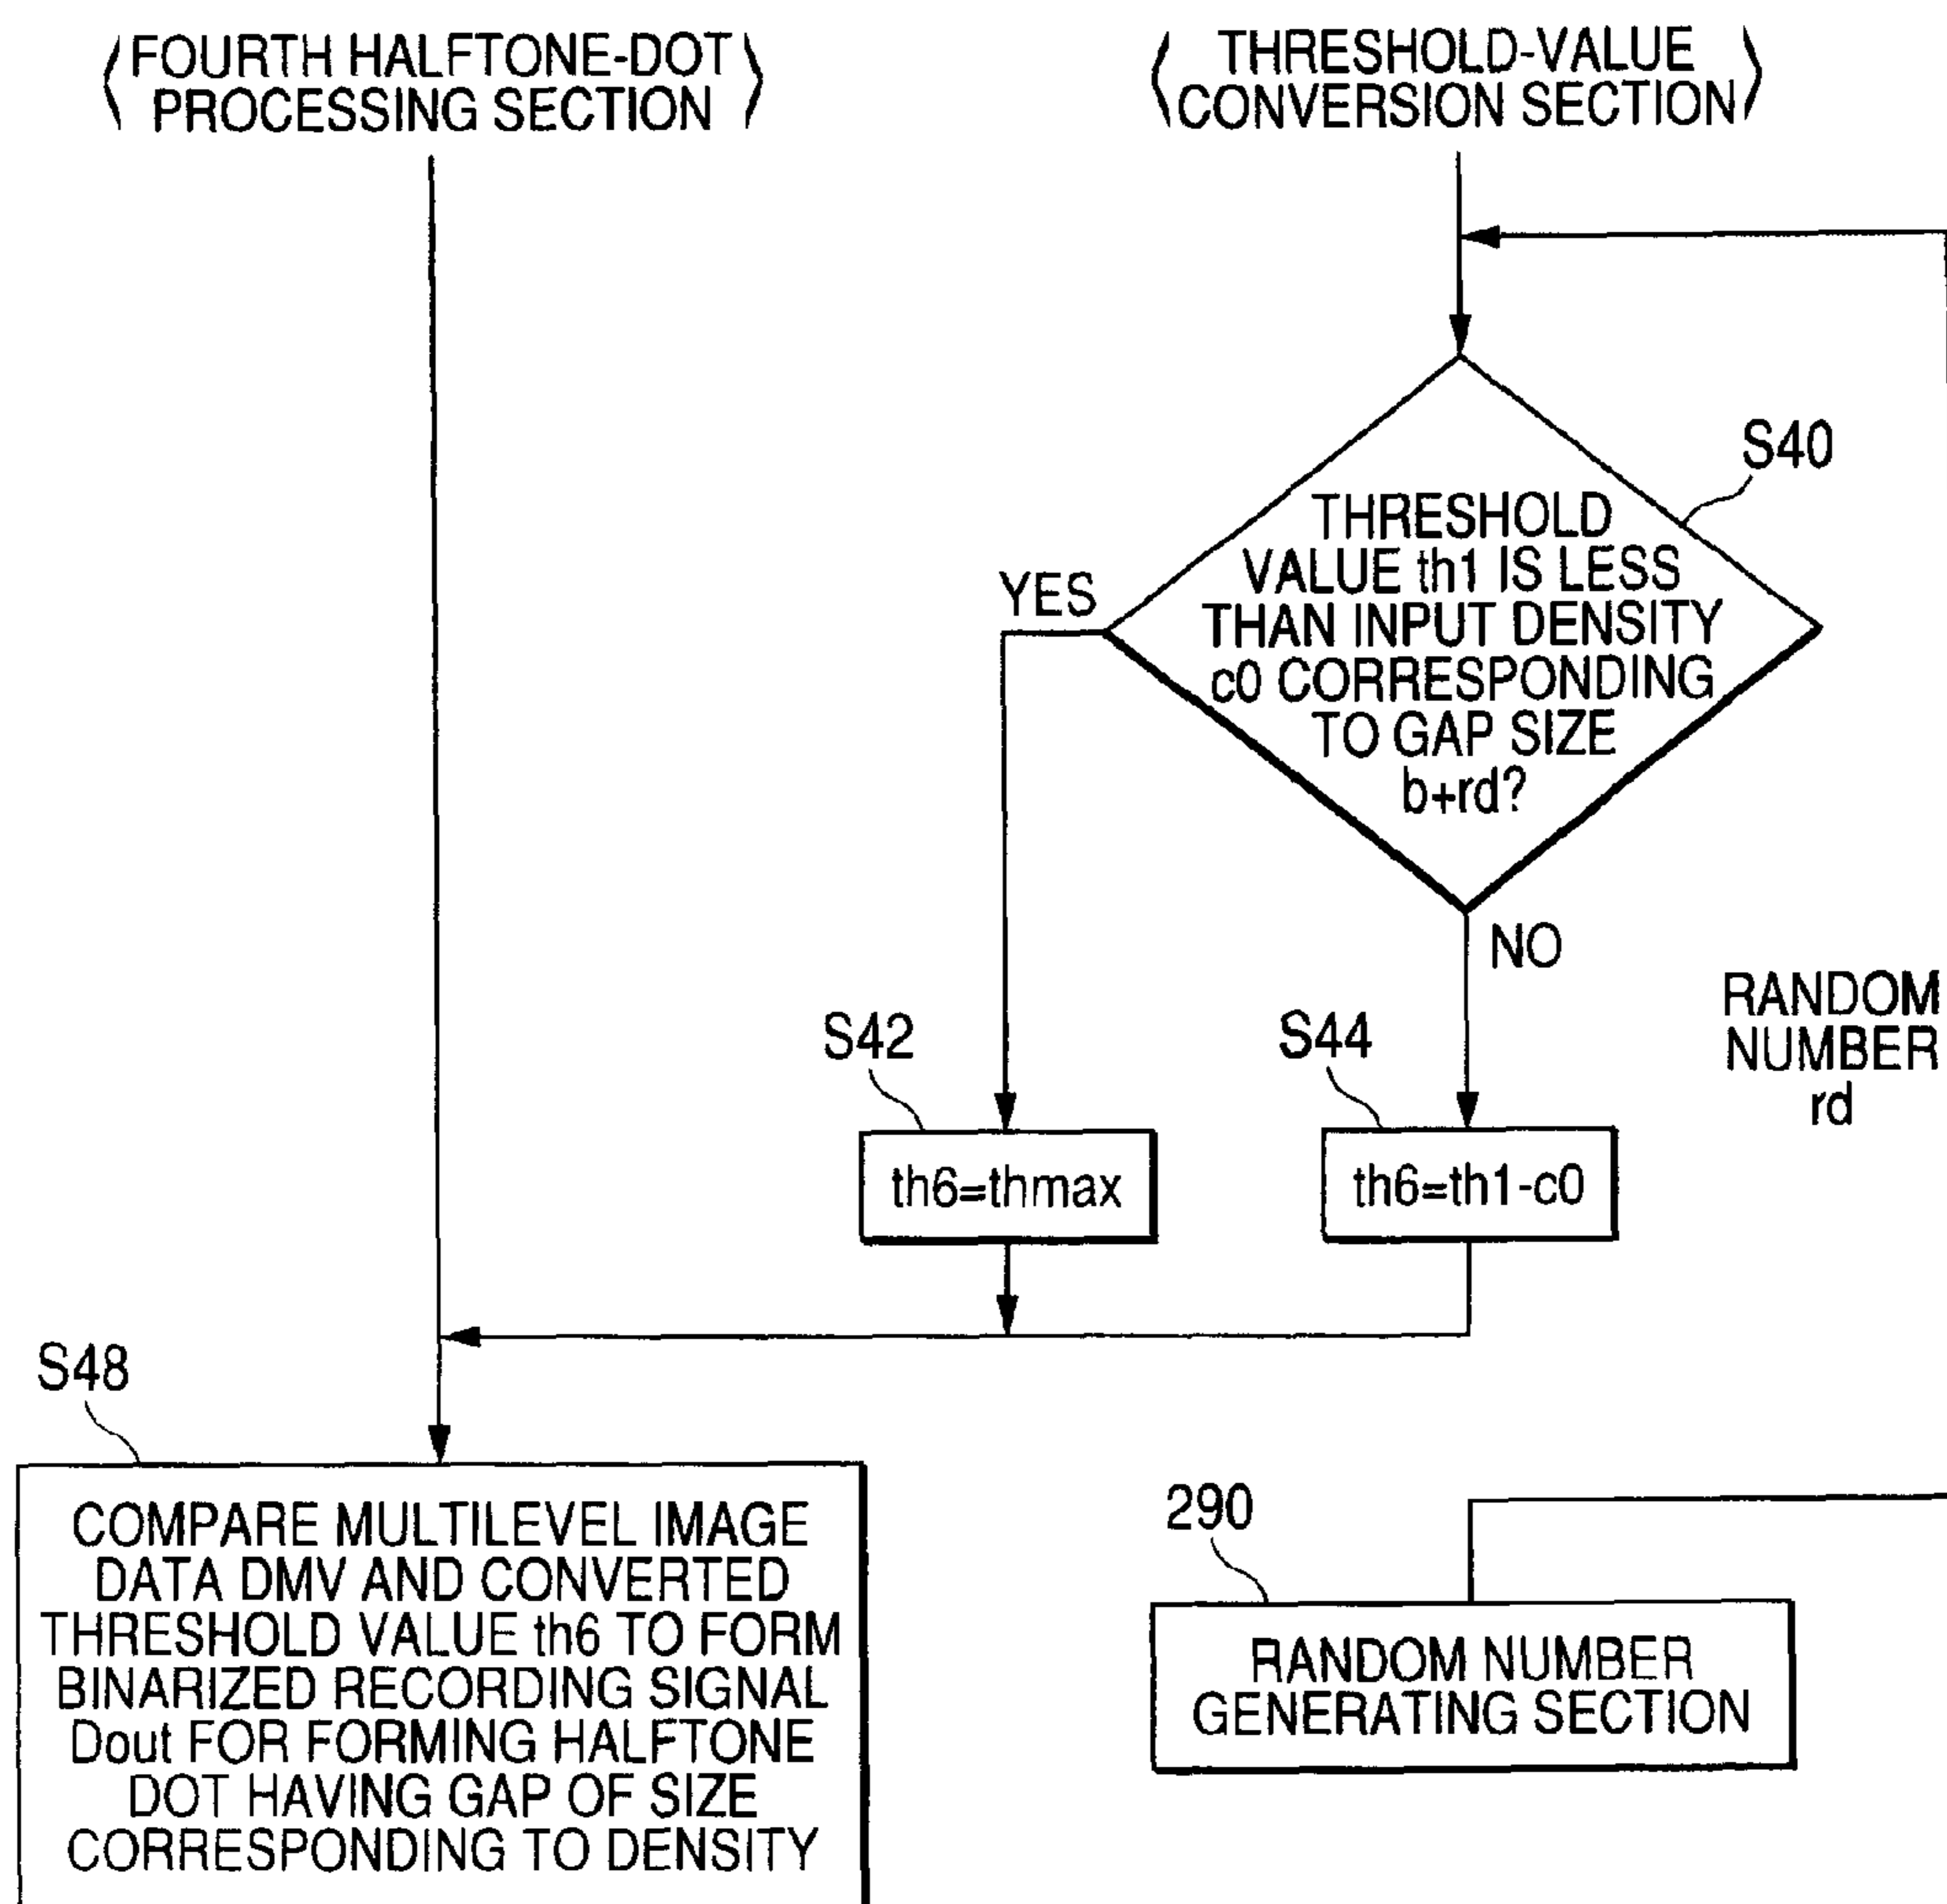 FOURTH HALFTONE-DOT
PROCESSING SECTION
THRESHOLD-VALUE
CONVERSION SECTION
S40
THRESHOLD
VALUE th1 IS LESS
THAN INPUT DENSITY
c0 CORRESPONDING
TO GAP SIZE
b+rd?
YES
NO
RANDOM
NUMBER
rd
S42
th6=thmax
S44
th6=th1-c0
S48
COMPARE MULTILEVEL IMAGE
DATA DMV AND CONVERTED
THRESHOLD VALUE th6 TO FORM
BINARIZED RECORDING SIGNAL
Dout FOR FORMING HALFTONE
DOT HAVING GAP OF SIZE
CORRESPONDING TO DENSITY
290
RANDOM NUMBER
GENERATING SECTION